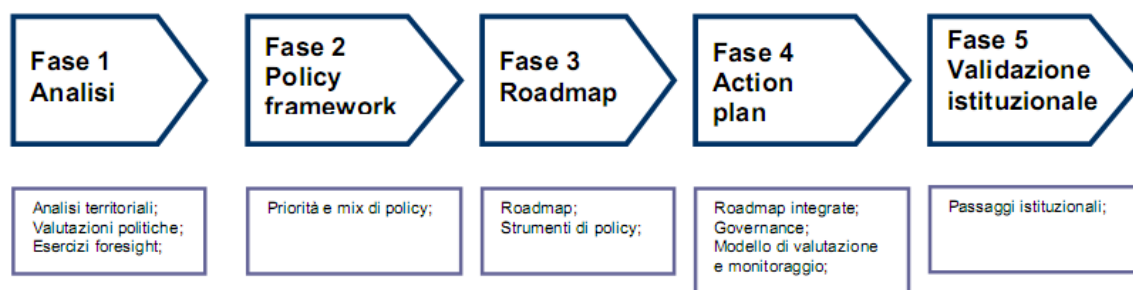 Fase 1
Analisi
Fase 2
Policy
framework
Fase 3
Roadmap
Fase 4
Action
plan
Fase 5
Validazione
istituzionale
Analisi territoriali;
Valutazioni politiche;
Esercizi foresight;
Priorità e mix di policy;
Roadmap;
Strumenti di policy;
Roadmap integrate;
Governance;
Modello di valutazione
e monitoraggio;
Passaggi istituzionali;